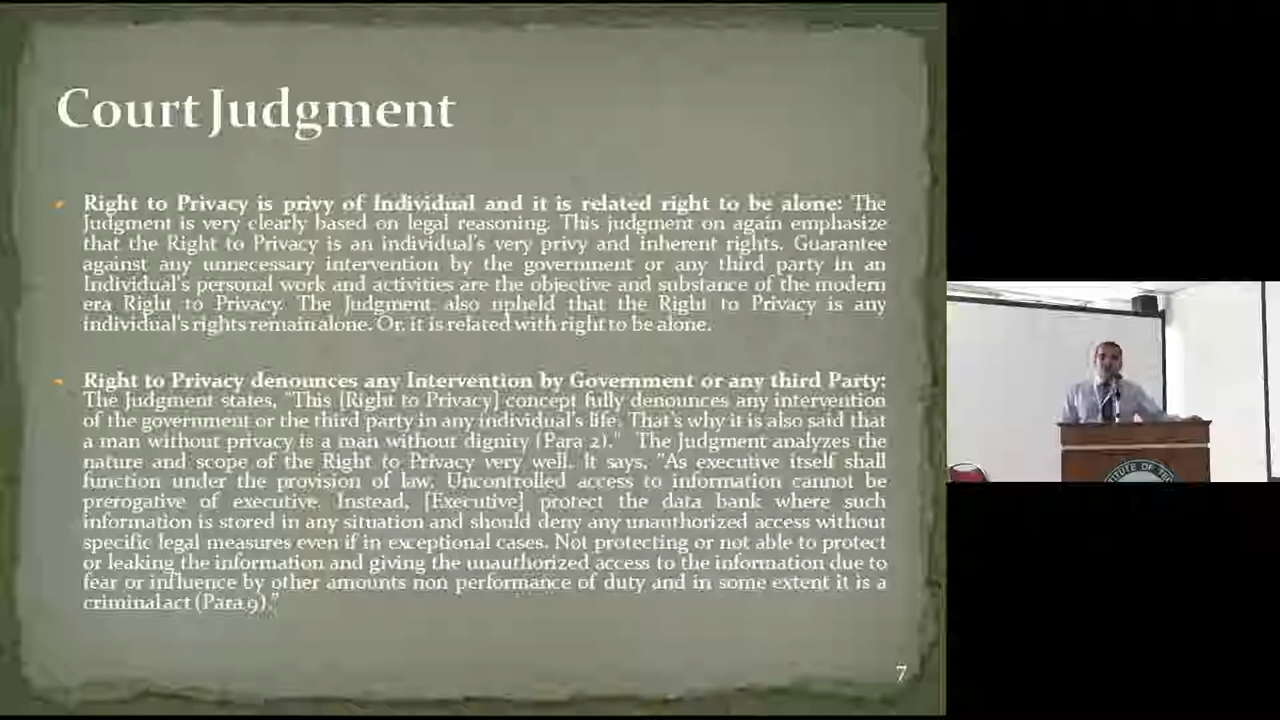 Court Judgment
Right to Privacy is privy of Individual and it is related right to be alone: The
Judgment is very clearly based on legal reasoning. This judgment on again emphasize
that the Right to Privacy is an individual's very privy and inherent rights. Guarantee
against any unnecessary intervention by the government or any third party in an
Individual's personal work and activities are the objective and substance of the modern
era Right to Privacy. The Judgment also upheld that the Right to Privacy is any
individual's rights remain alone. Or, it is related with right to be alone.
Right to Privacy denounces any Intervention by Government or any third Party:
The Judgment states, "This [Right to Privacy] concept fully denounces any intervention
of the government or the third party in any individual's life. That's why it is also said that
a man without privacy is a man without dignity (Para 2)." The Judgment analyzes the
nature and scope of the Right to Privacy very well. It says, "As executive itself shall
function under the provision of law. Uncontrolled access to information cannot be
prerogative of executive. Instead, [Executive] protect the data bank where such
information is stored in any situation and should deny any unauthorized access without
specific legal measures even if in exceptional cases. Not protecting or not able to protect
or leaking the information and giving the unauthorized access to the information due to
fear or influence by other amounts non performance of duty and in some extent it is a
criminal act (Para 9)."
7